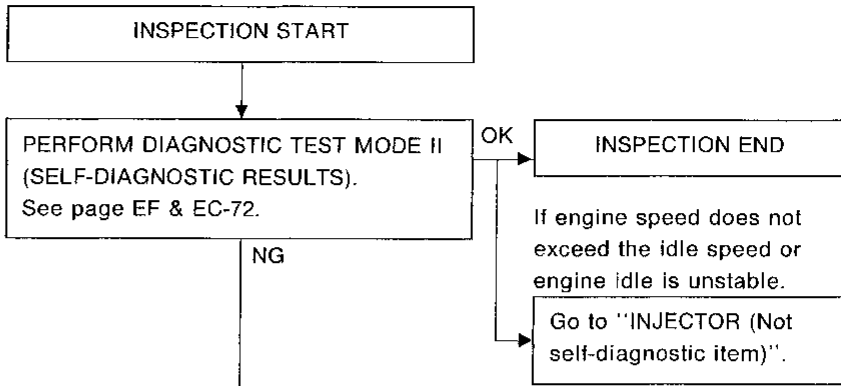 INSPECTION START
PERFORM DIAGNOSTIC TEST MODE II
(SELF-DIAGNOSTIC RESULTS).
See page EF & EC-72.
OK
INSPECTION END
NG
If engine speed does not
exceed the idle speed or
engine idle is unstable.
Go to "INJECTOR (Not
self-diagnostic item)".